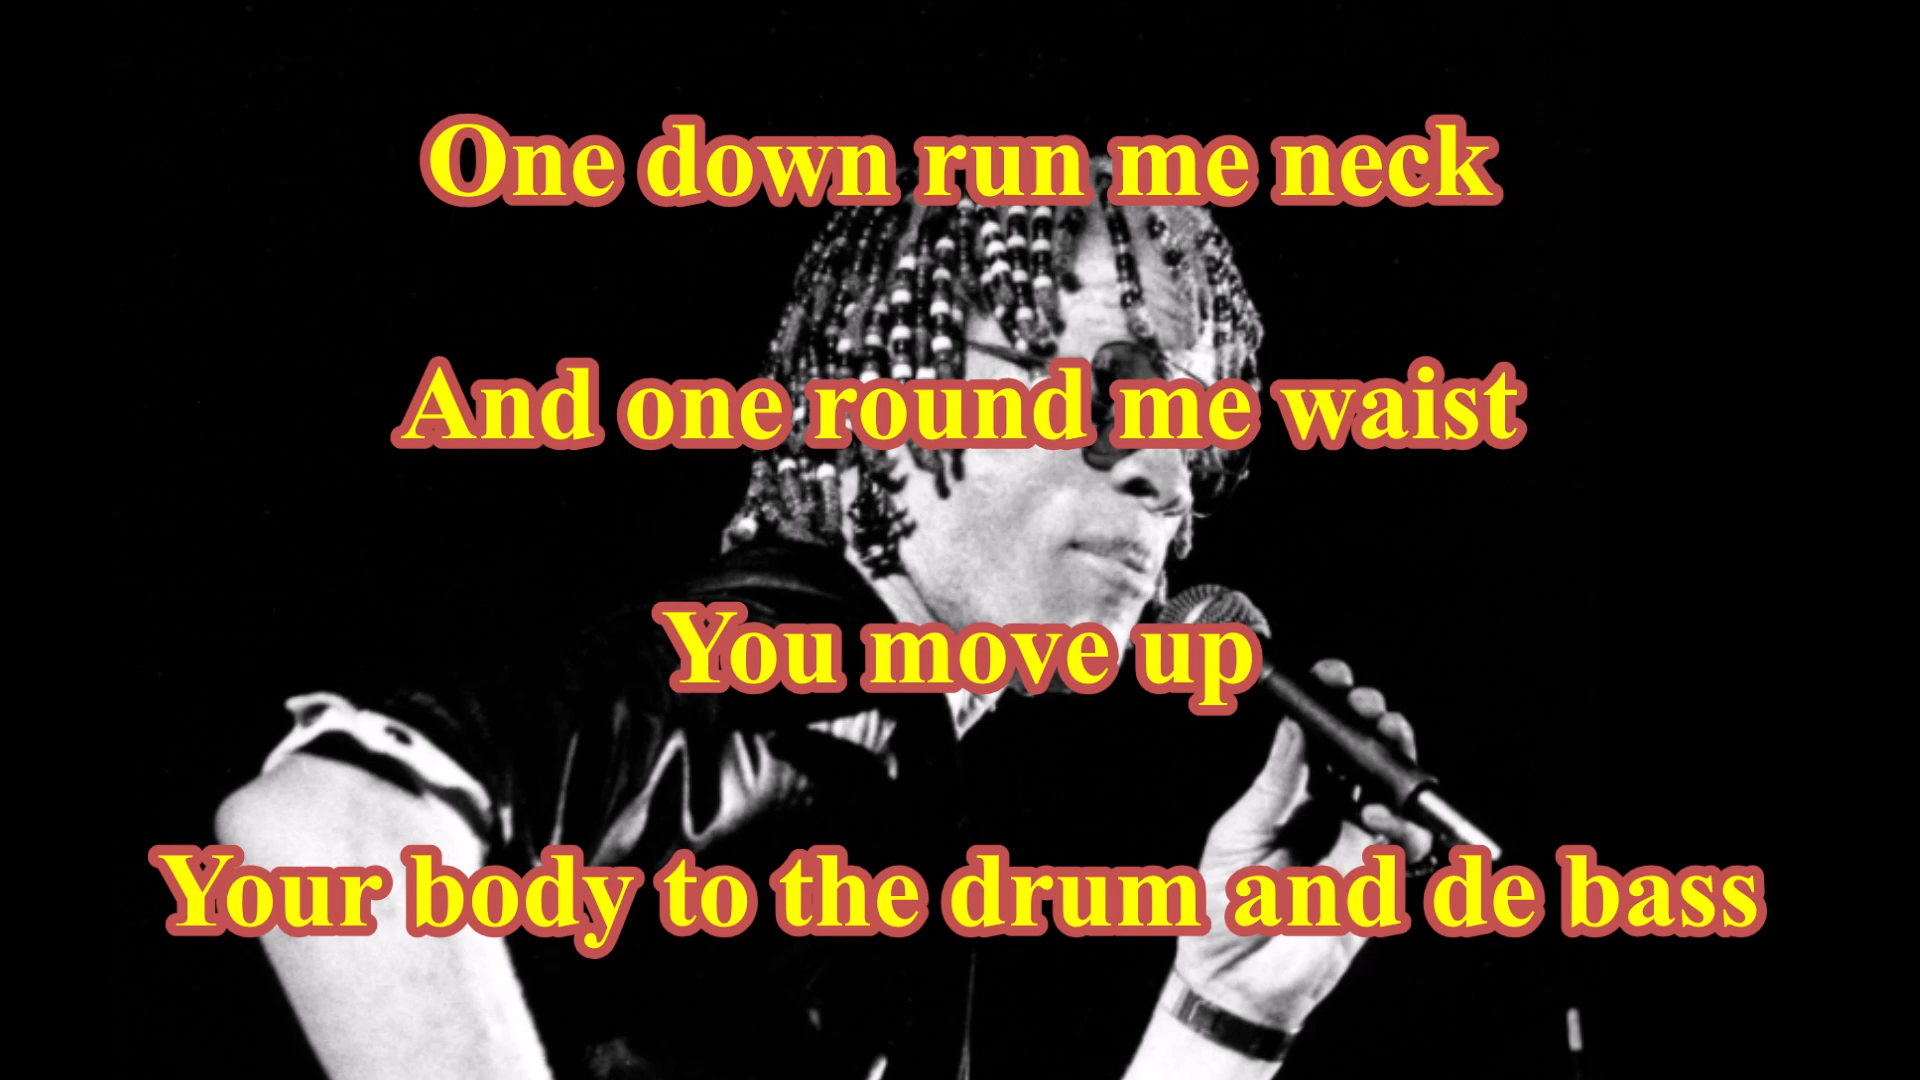 One down run me neck
And one round me waist
You move up
Your body to the drum and de bass